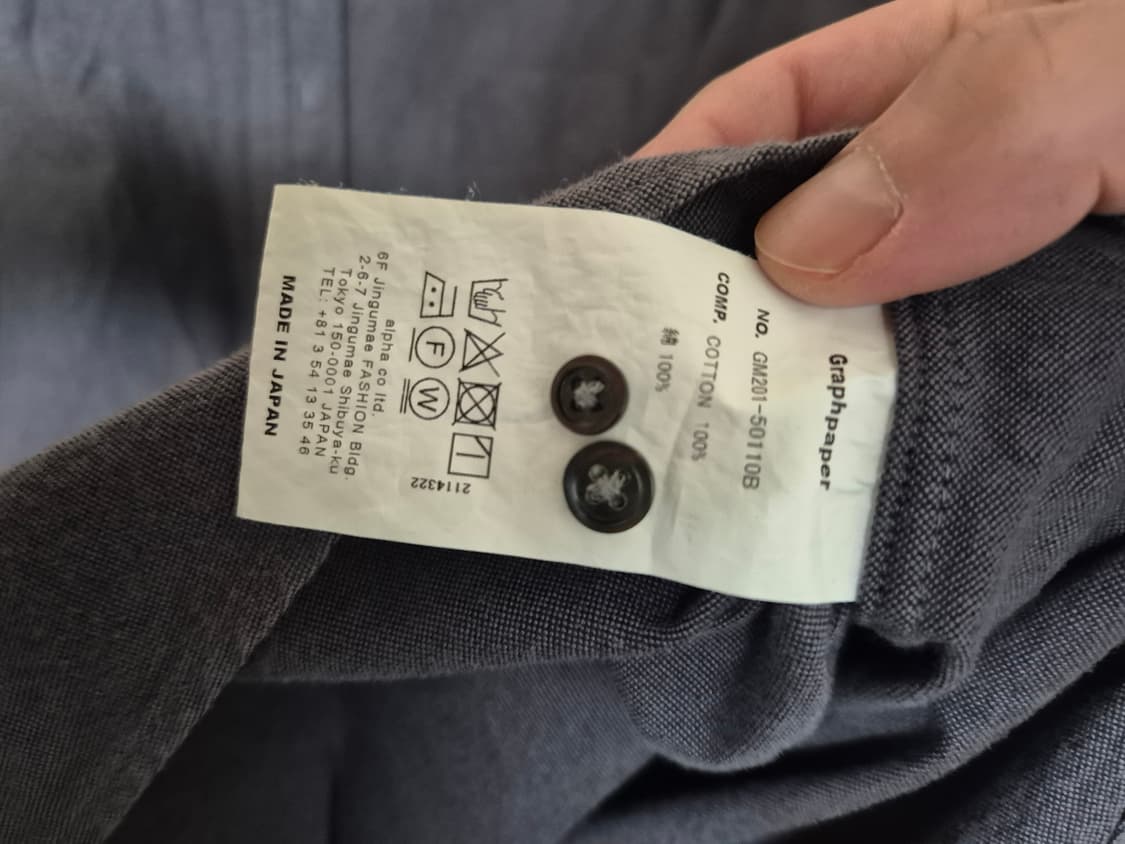 Graphpaper
NO. GM201-50110B
COMP. COTTON 100%
綿 100%
2114322
F W
alpha co ltd.
6F Jingumae FASHION Bldg.
2-6-7 Jingumae Shibuya-ku
Tokyo 150-0001 JAPAN
TEL: +81 3 54 13 35 46
MADE IN JAPAN